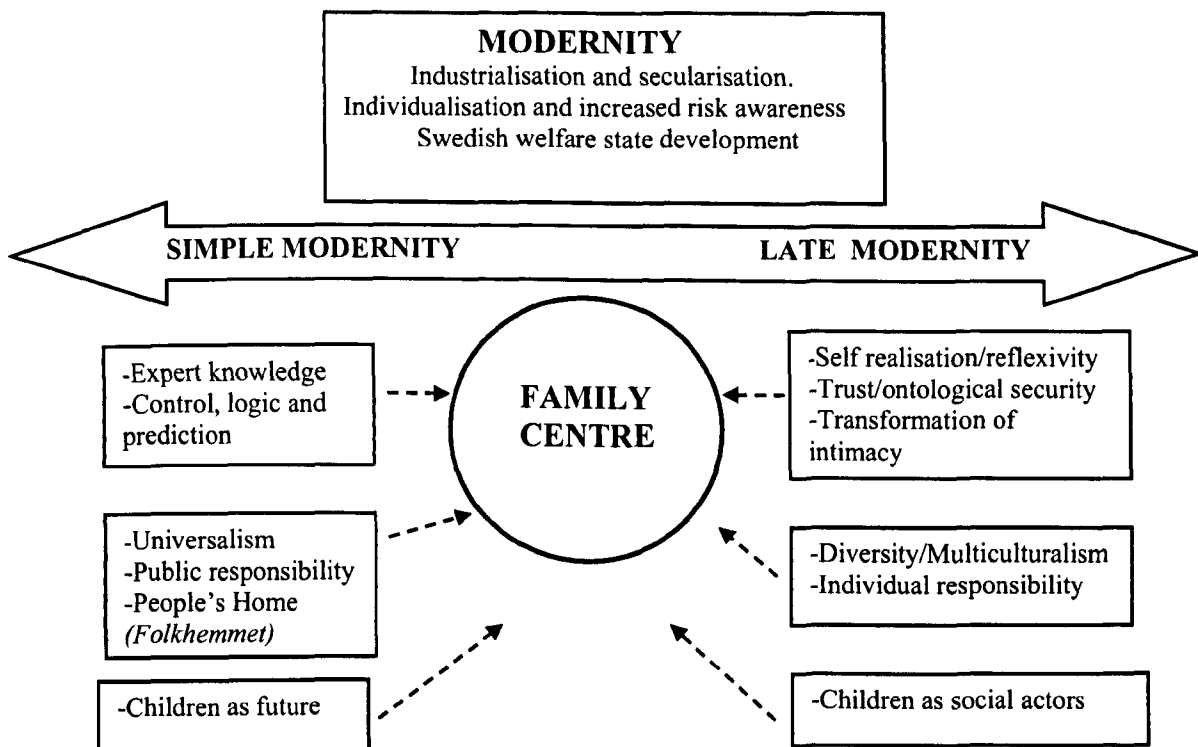 MODERNITY
Industrialisation and secularisation.
Individualisation and increased risk awareness
Swedish welfare state development
SIMPLE MODERNITY
LATE MODERNITY
-Expert knowledge
-Control, logic and
prediction
FAMILY
CENTRE
-Self realisation/reflexivity
-Trust/ontological security
-Transformation of
intimacy
-Universalism
-Public responsibility
-People's Home
(Folkhemmet)
-Diversity/Multiculturalism
-Individual responsibility
-Children as future
-Children as social actors